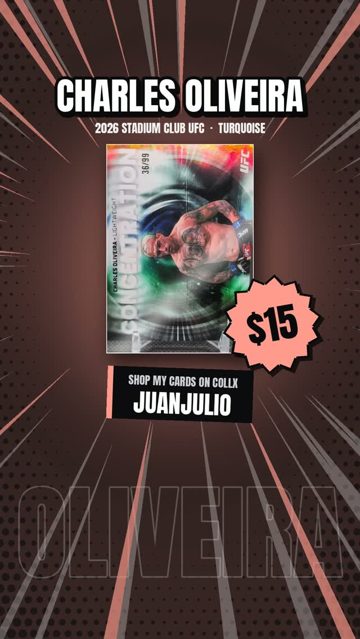 CHARLES OLIVEIRA
2026 STADIUM CLUB UFC · TURQUOISE
36/99
UFC
CONCENTRATION
CHARLES OLIVEIRA • LIGHTWEIGHT
$15
SHOP MY CARDS ON COLLX
JUANJULIO
OLIVEIRA